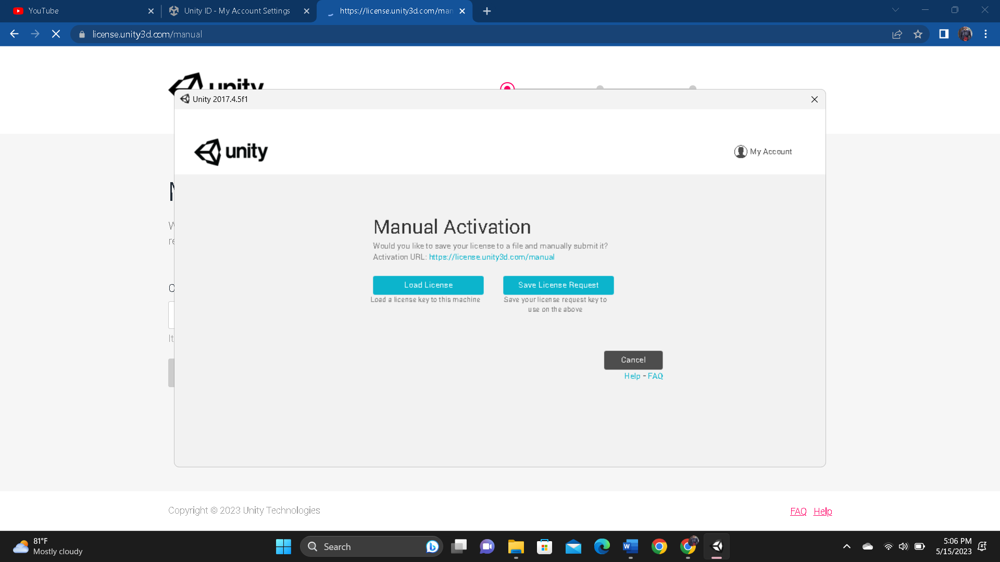 YouTube
Unity ID - My Account Settings
https://license.unity3d.com/man
license.unity3d.com/manual
unity
Unity 2017.4.5f1
unity
My Account
Manual Activation
Would you like to save your license to a file and manually submit it?
Activation URL: https://license.unity3d.com/manual
Load License
Save License Request
Load a license key to this machine
Save your license request key to
use on the above
Cancel
Help - FAQ
It
Copyright © 2023 Unity Technologies
FAQ Help
81°F
Mostly cloudy
Search
5:06 PM
5/15/2023